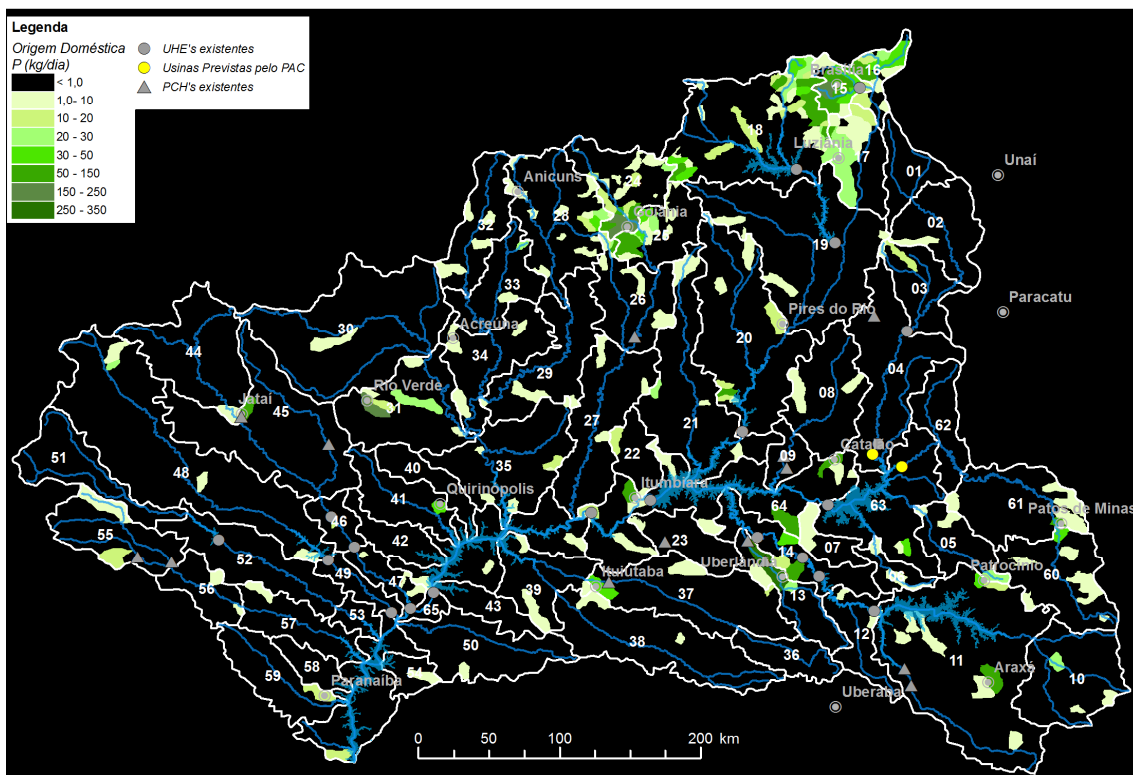 Legenda
Origem Doméstica
P (kg/dia)
< 1,0
1,0- 10
10 - 20
20 - 30
30 - 50
50 - 150
150 - 250
250 - 350
UHE's existentes
Usinas Previstas pelo PAC
PCH's existentes
Brasília
16
15
18
Luziânia
17
01
Unaí
Anicuns
02
Goiânia
32
28
25
19
03
33
26
Paracatu
Pires do Rio
30
Acreúna
44
34
20
29
04
08
Rio Verde
31
Jataí
45
27
21
62
22
Catalão
09
51
48
40
35
Itumbiara
41
Quirinópolis
64
63
61
Patos de Minas
46
55
42
23
14
07
05
52
49
Uberlândia
Patrocínio
60
56
47
Ituiutaba
13
39
37
65
43
53
57
12
50
38
36
11
58
59
54
Paranaíba
Araxá
10
Uberaba
0 50 100 200 km